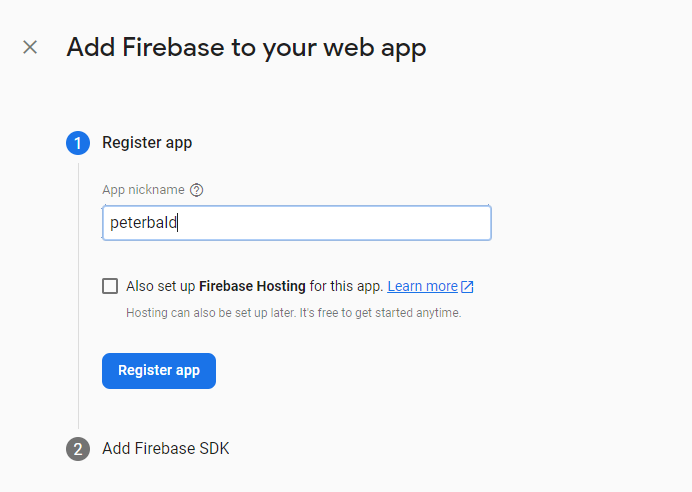 Add Firebase to your web app
1 Register app
App nickname ?
peterbald
Also set up Firebase Hosting for this app. Learn more
Hosting can also be set up later. It's free to get started anytime.
Register app
2 Add Firebase SDK